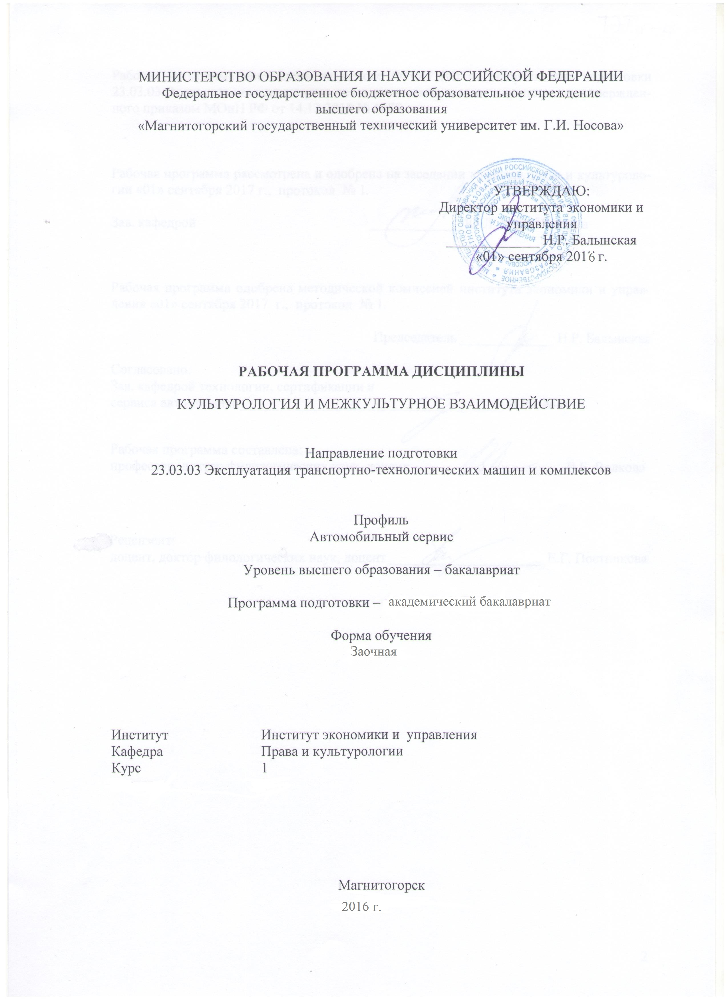 МИНИСТЕРСТВО ОБРАЗОВАНИЯ И НАУКИ РОССИЙСКОЙ ФЕДЕРАЦИИ
Федеральное государственное бюджетное образовательное учреждение
высшего образования
«Магнитогорский государственный технический университет им. Г.И. Носова»
УТВЕРЖДАЮ:
Директор института экономики и
управления
Н.Р. Балынская
«01» сентября 2016 г.
ИНСТИТУТ
ЭКОНОМИКИ
И УПРАВЛЕНИЯ
РАБОЧАЯ ПРОГРАММА ДИСЦИПЛИНЫ
КУЛЬТУРОЛОГИЯ И МЕЖКУЛЬТУРНОЕ ВЗАИМОДЕЙСТВИЕ
Направление подготовки
23.03.03 Эксплуатация транспортно-технологических машин и комплексов
Профиль
Автомобильный сервис
Уровень высшего образования – бакалавриат
Программа подготовки – академический бакалавриат
Форма обучения
Заочная
Институт Институт экономики и управления
Кафедра Права и культурологии
Курс 1
Магнитогорск
2016 г.